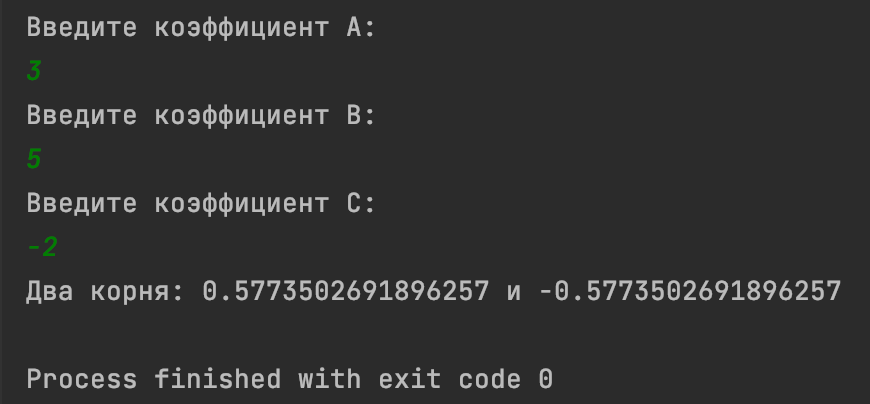 Введите коэффициент A:
3
Введите коэффициент B:
5
Введите коэффициент C:
-2
Два корня: 0.5773502691896257 и -0.5773502691896257
Process finished with exit code 0